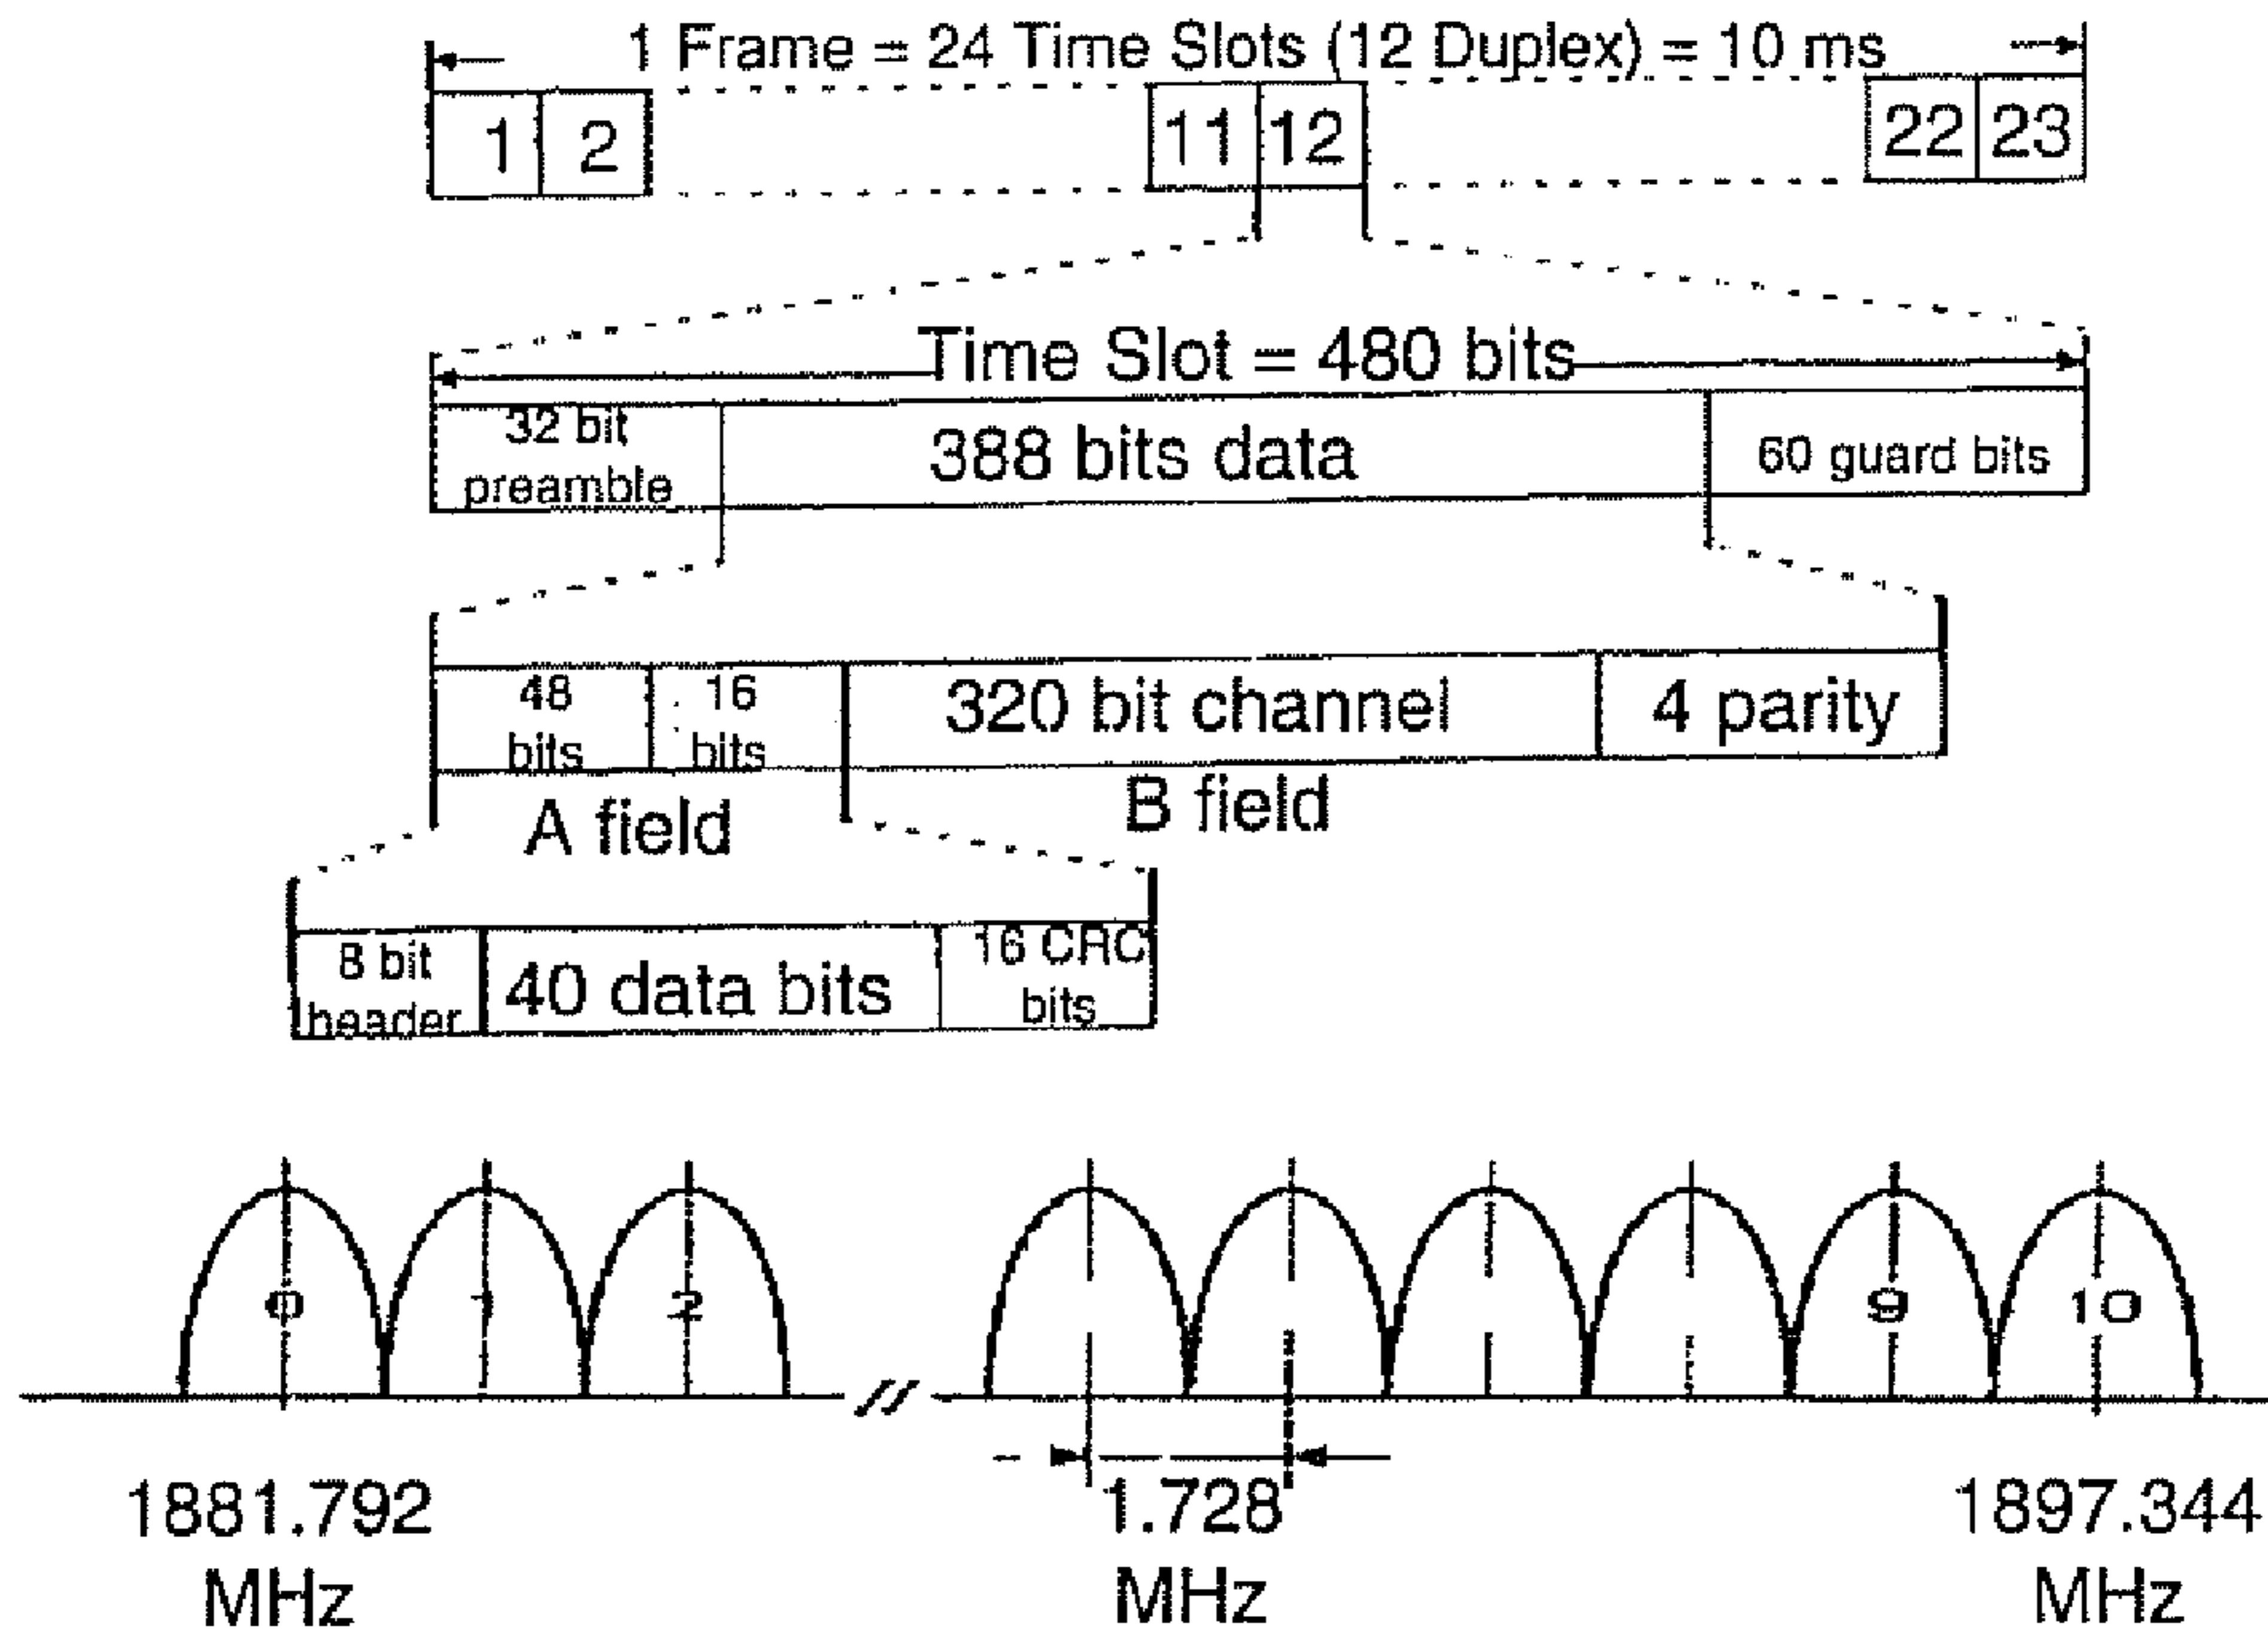 1 Frame = 24 Time Slots (12 Duplex) = 10 ms
1 2 11 12 22 23
Time Slot = 480 bits
32 bit
preamble
388 bits data
60 guard bits
48
bits
16
bits
320 bit channel
4 parity
A field
B field
8 bit
header
40 data bits
16 CRC
bits
0 1 2 9 10
1881.792
MHz
1.728
MHz
1897.344
MHz